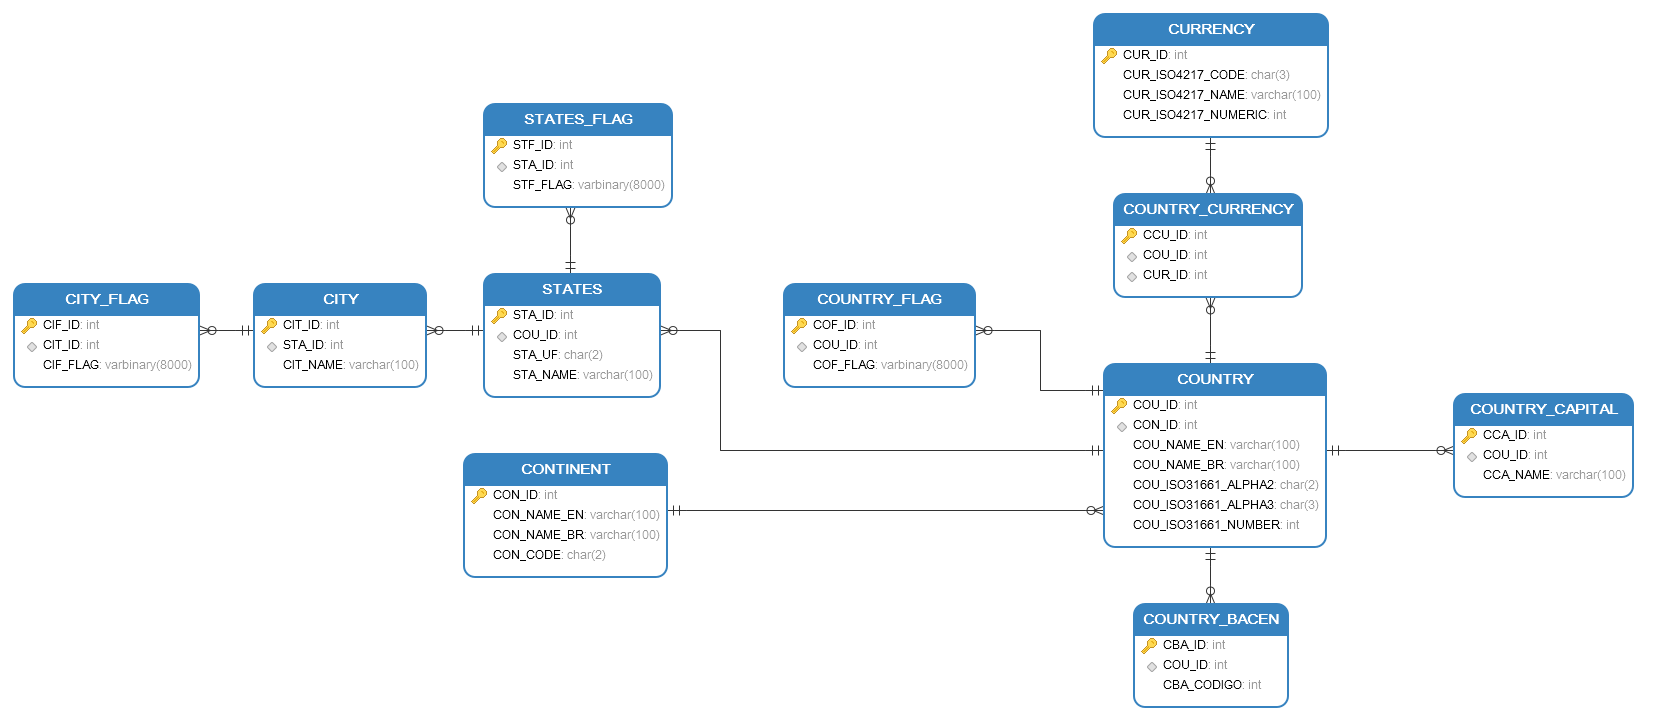 CURRENCY
CUR_ID: int
CUR_ISO4217_CODE: char(3)
CUR_ISO4217_NAME: varchar(100)
CUR_ISO4217_NUMERIC: int
STATES_FLAG
STF_ID: int
STA_ID: int
STF_FLAG: varbinary(8000)
COUNTRY_CURRENCY
CCU_ID: int
COU_ID: int
CUR_ID: int
CITY_FLAG
CIF_ID: int
CIT_ID: int
CIF_FLAG: varbinary(8000)
CITY
CIT_ID: int
STA_ID: int
CIT_NAME: varchar(100)
STATES
STA_ID: int
COU_ID: int
STA_UF: char(2)
STA_NAME: varchar(100)
COUNTRY_FLAG
COF_ID: int
COU_ID: int
COF_FLAG: varbinary(8000)
COUNTRY
COU_ID: int
CON_ID: int
COU_NAME_EN: varchar(100)
COU_NAME_BR: varchar(100)
COU_ISO31661_ALPHA2: char(2)
COU_ISO31661_ALPHA3: char(3)
COU_ISO31661_NUMBER: int
COUNTRY_CAPITAL
CCA_ID: int
COU_ID: int
CCA_NAME: varchar(100)
CONTINENT
CON_ID: int
CON_NAME_EN: varchar(100)
CON_NAME_BR: varchar(100)
CON_CODE: char(2)
COUNTRY_BACEN
CBA_ID: int
COU_ID: int
CBA_CODIGO: int